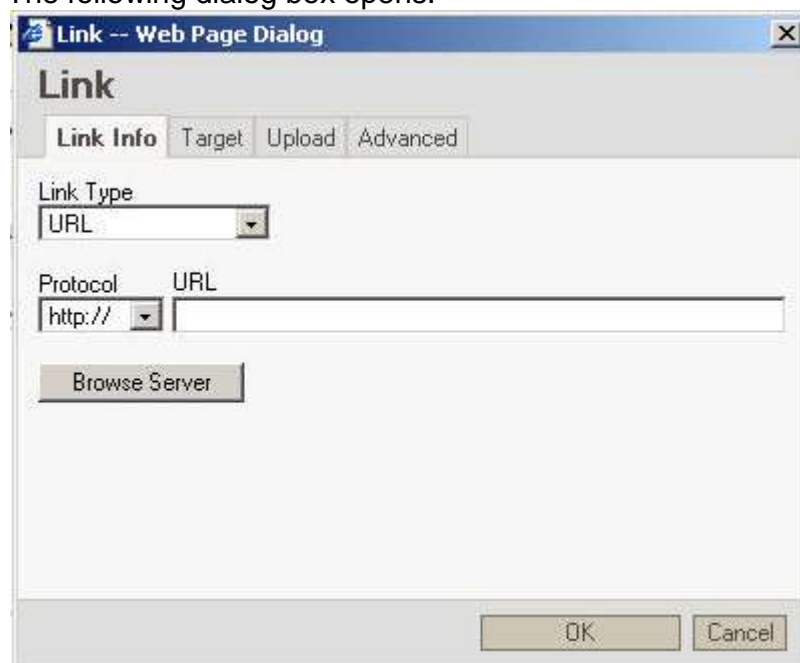 The following dialog box opens:
Link -- Web Page Dialog
Link
Link Info Target Upload Advanced
Link Type
URL
Protocol URL
http://
Browse Server
OK Cancel